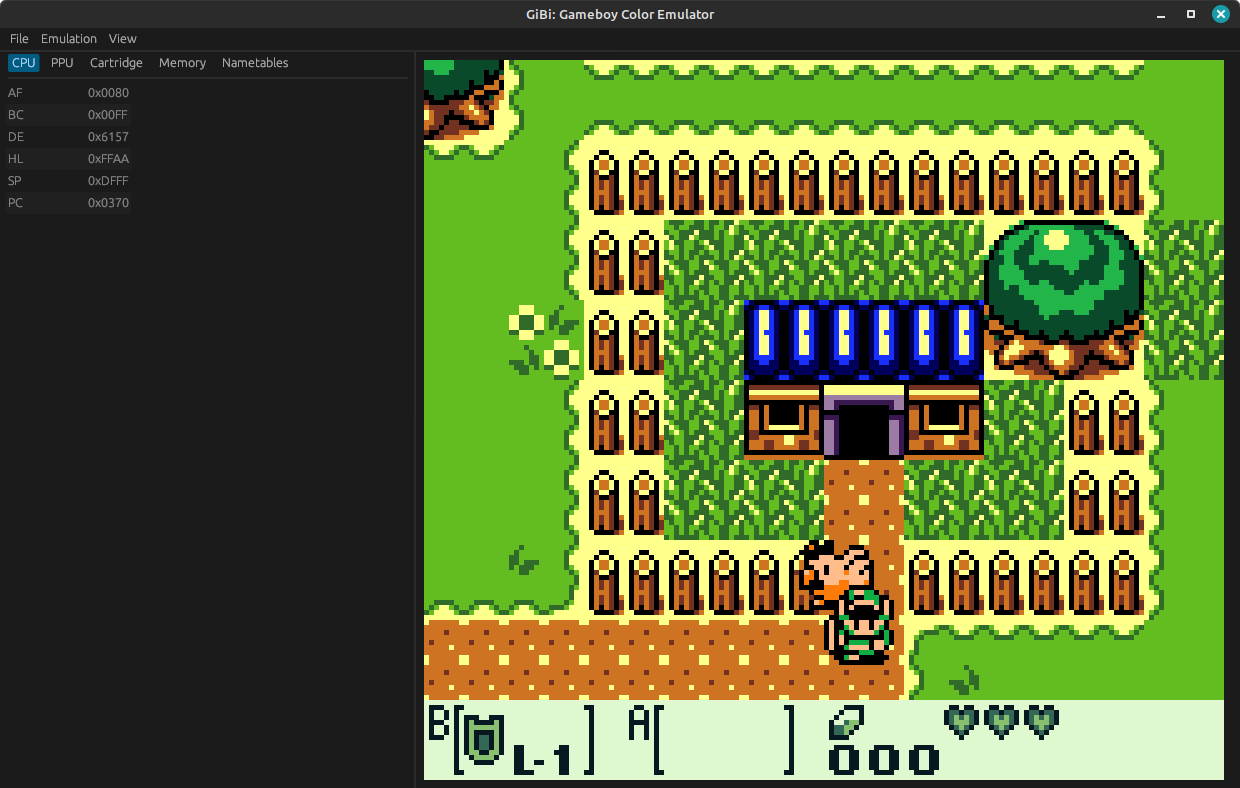 GiBi: Gameboy Color Emulator
File Emulation View
CPU PPU Cartridge Memory Nametables
AF 0x0080
BC 0x00FF
DE 0x6157
HL 0xFFAA
SP 0xDFFF
PC 0x0370
B[ L-1 ] A[ ] 000